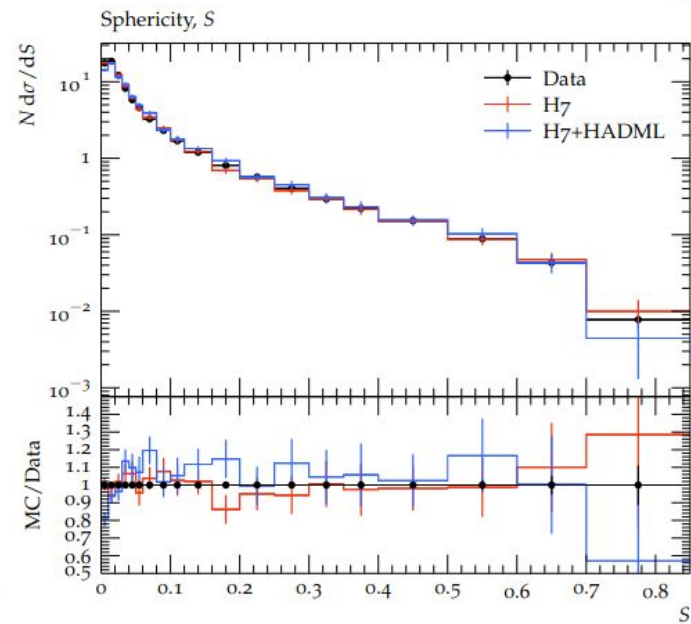 Sphericity, S
N dσ/dS
10^1
1
10^−1
10^−2
10^−3
Data
H7
H7+HADML
MC/Data
1.4
1.3
1.2
1.1
1
0.9
0.8
0.7
0.6
0.5
0 0.1 0.2 0.3 0.4 0.5 0.6 0.7 0.8
S